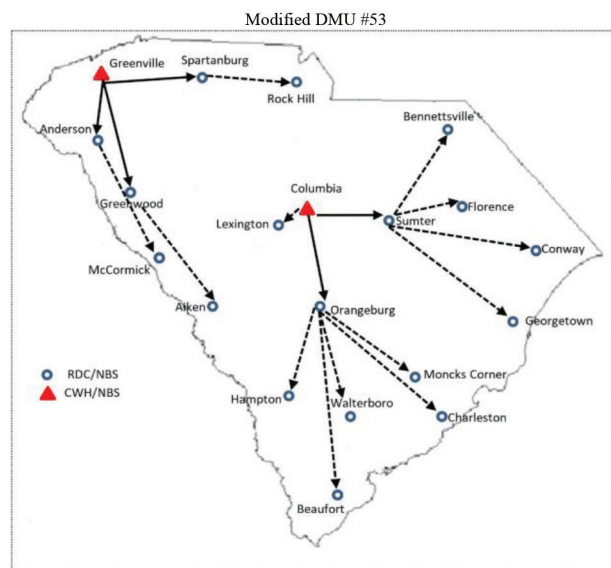 Modified DMU #53
Greenville
Spartanburg
Rock Hill
Anderson
Bennettsville
Greenwood
Columbia
Florence
Lexington
Sumter
Conway
McCormick
Aiken
Orangeburg
Georgetown
RDC/NBS
CWH/NBS
Moncks Corner
Hampton
Walterboro
Charleston
Beaufort